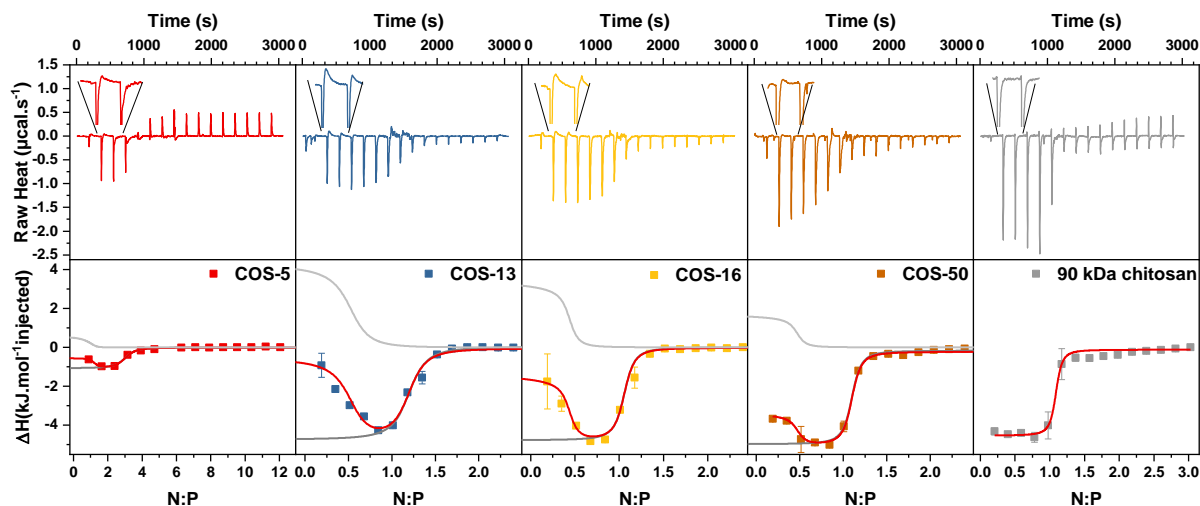 Time (s)
Time (s)
Time (s)
Time (s)
Time (s)
0 1000 2000 3000
0 1000 2000 3000
0 1000 2000 3000
0 1000 2000 3000
0 1000 2000 3000
Raw Heat (µcal.s⁻¹)
1.5
1.0
0.5
0.0
-0.5
-1.0
-1.5
-2.0
-2.5
COS-5
COS-13
COS-16
COS-50
90 kDa chitosan
ΔH(kJ.mol⁻¹injected)
4
2
0
-2
-4
0 2 4 6 8 10 12
0.0 0.5 1.0 1.5 2.0
0.0 0.5 1.0 1.5 2.0
0.0 0.5 1.0 1.5 2.0
0.0 0.5 1.0 1.5 2.0 2.5 3.0
N:P
N:P
N:P
N:P
N:P